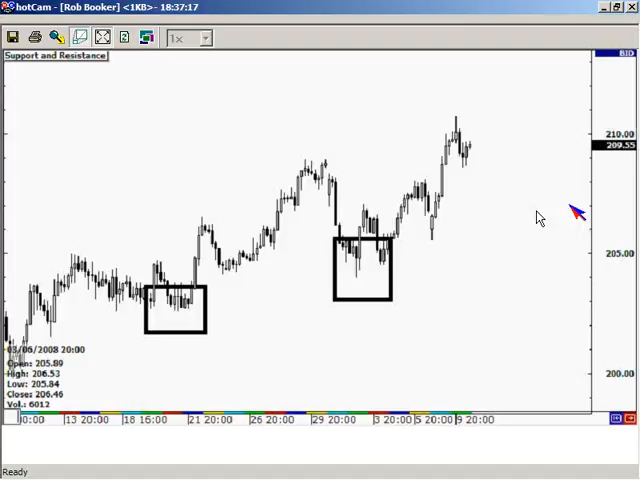 hotCam - [Rob Booker] <1KB>- 18:37:17
1x
Support and Resistance
BID
210.00
209.55
205.00
200.00
03/06/2008 20:00
Open: 205.89
High: 206.53
Low: 205.84
Close: 206.46
Vol.: 6012
13 20:00
18 16:00
21 20:00
26 20:00
29 20:00
3 20:00
5 20:00
9 20:00
Ready